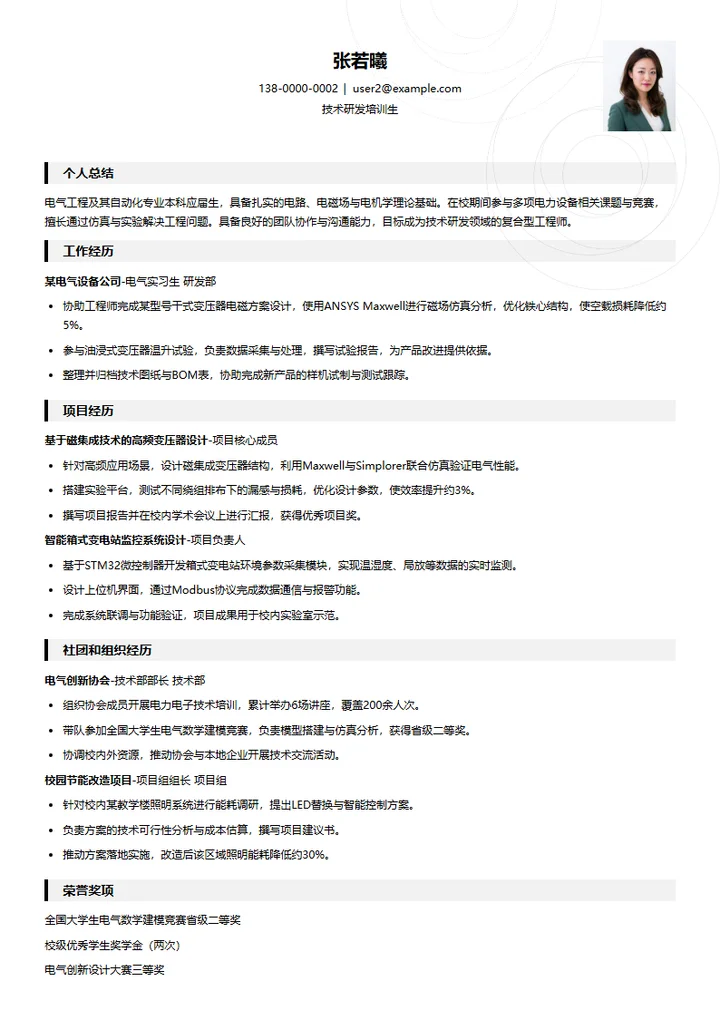 张若曦
138-0000-0002 | user2@example.com
技术研发培训生
个人总结
电气工程及其自动化专业本科应届生，具备扎实的电路、电磁场与电机学理论基础。在校期间参与多项电力设备相关课题与竞赛，
擅长通过仿真与实验解决工程问题。具备良好的团队协作与沟通能力，目标成为技术研发领域的复合型工程师。
工作经历
某电气设备公司-电气实习生 研发部
• 协助工程师完成某型号干式变压器电磁方案设计，使用ANSYS Maxwell进行磁场仿真分析，优化铁心结构，使空载损耗降低约
5%。
• 参与油浸式变压器温升试验，负责数据采集与处理，撰写试验报告，为产品改进提供依据。
• 整理并归档技术图纸与BOM表，协助完成新产品的样机试制与测试跟踪。
项目经历
基于磁集成技术的高频变压器设计-项目核心成员
• 针对高频应用场景，设计磁集成变压器结构，利用Maxwell与Simplorer联合仿真验证电气性能。
• 搭建实验平台，测试不同绕组排布下的漏感与损耗，优化设计参数，使效率提升约3%。
• 撰写项目报告并在校内学术会议上进行汇报，获得优秀项目奖。
智能箱式变电站监控系统设计-项目负责人
• 基于STM32微控制器开发箱式变电站环境参数采集模块，实现温湿度、局放等数据的实时监测。
• 设计上位机界面，通过Modbus协议完成数据通信与报警功能。
• 完成系统联调与功能验证，项目成果用于校内实验室示范。
社团和组织经历
电气创新协会-技术部部长 技术部
• 组织协会成员开展电力电子技术培训，累计举办6场讲座，覆盖200余人次。
• 带队参加全国大学生电气数学建模竞赛，负责模型搭建与仿真分析，获得省级二等奖。
• 协调校内外资源，推动协会与本地企业开展技术交流活动。
校园节能改造项目-项目组组长 项目组
• 针对校内某教学楼照明系统进行能耗调研，提出LED替换与智能控制方案。
• 负责方案的技术可行性分析与成本估算，撰写项目建议书。
• 推动方案落地实施，改造后该区域照明能耗降低约30%。
荣誉奖项
全国大学生电气数学建模竞赛省级二等奖
校级优秀学生奖学金（两次）
电气创新设计大赛三等奖